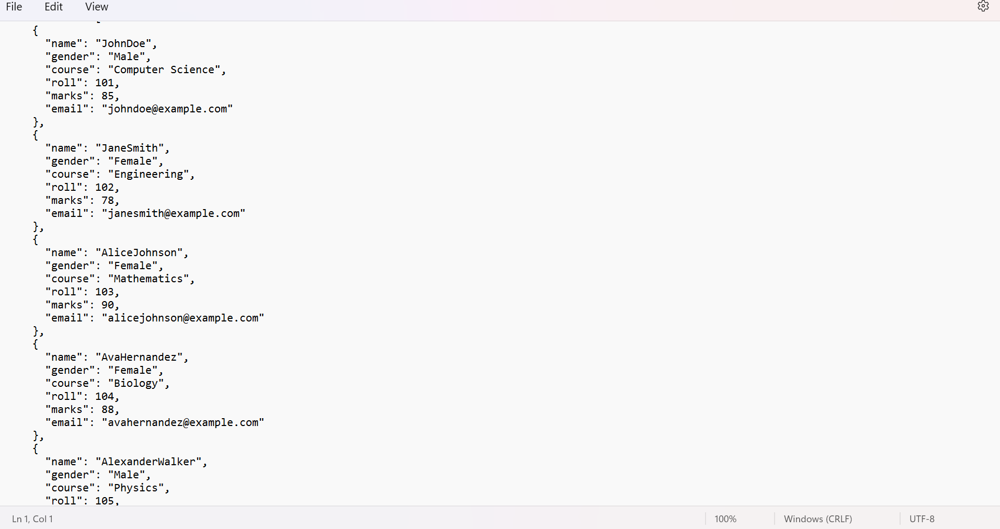 File Edit View
[
{
"name": "JohnDoe",
"gender": "Male",
"course": "Computer Science",
"roll": 101,
"marks": 85,
"email": "johndoe@example.com"
},
{
"name": "JaneSmith",
"gender": "Female",
"course": "Engineering",
"roll": 102,
"marks": 78,
"email": "janesmith@example.com"
},
{
"name": "AliceJohnson",
"gender": "Female",
"course": "Mathematics",
"roll": 103,
"marks": 90,
"email": "alicejohnson@example.com"
},
{
"name": "AvaHernandez",
"gender": "Female",
"course": "Biology",
"roll": 104,
"marks": 88,
"email": "avahernandez@example.com"
},
{
"name": "AlexanderWalker",
"gender": "Male",
"course": "Physics",
"roll": 105,
Ln 1, Col 1 100% Windows (CRLF) UTF-8